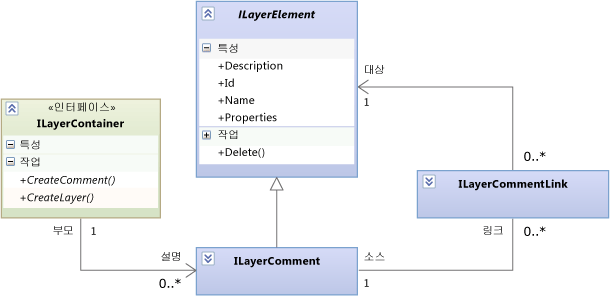 ILayerElement
특성
+Description
+Id
+Name
+Properties
작업
+Delete()
«인터페이스»
ILayerContainer
특성
작업
+CreateComment()
+CreateLayer()
대상
1
0..*
ILayerCommentLink
부모
1
링크
0..*
설명
0..*
ILayerComment
소스
1